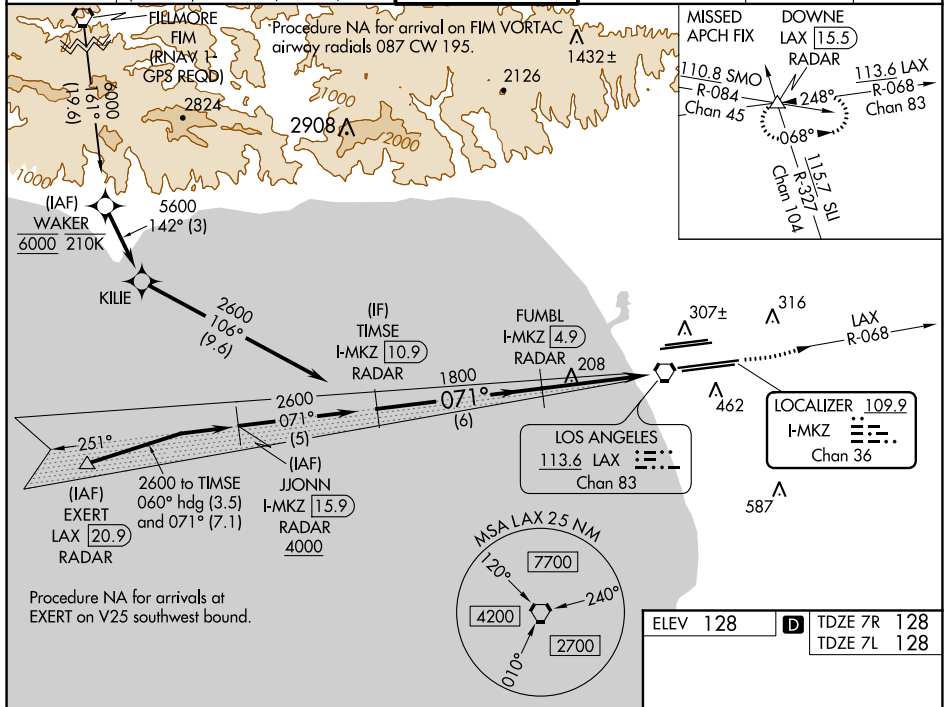 FILLMORE
FIM
(RNAV 1-
GPS REQD)
Procedure NA for arrival on FIM VORTAC
airway radials 087 CW 195.
1432±
2126
1000
2824
2908
2000
1000
6000
161°
(19.6)
MISSED
APCH FIX
DOWNE
LAX 15.5
RADAR
110.8 SMO
R-084
Chan 45
113.6 LAX
R-068
Chan 83
248°
068°
115.7 SLI
R-327
Chan 104
(IAF)
WAKER
6000 210K
5600
142° (3)
KILIE
2600
106°
(9.6)
(IF)
TIMSE
I-MKZ 10.9
RADAR
FUMBL
I-MKZ 4.9
RADAR
208
307±
316
LAX
R-068
462
1800
071°
(6)
2600
071°
(5)
251°
(IAF)
EXERT
LAX 20.9
RADAR
2600 to TIMSE
060° hdg (3.5)
and 071° (7.1)
(IAF)
JJONN
I-MKZ 15.9
RADAR
4000
LOS ANGELES
113.6 LAX
Chan 83
LOCALIZER 109.9
I-MKZ
Chan 36
587
MSA LAX 25 NM
120°
7700
240°
4200
2700
010°
Procedure NA for arrivals at
EXERT on V25 southwest bound.
ELEV 128
D
TDZE 7R 128
TDZE 7L 128